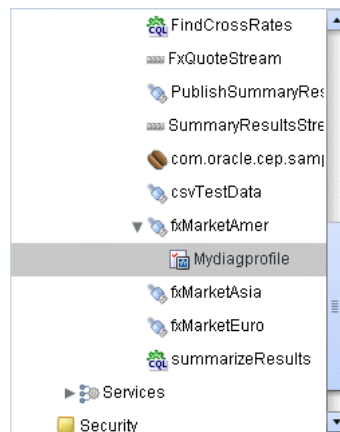 FindCrossRates
FxQuoteStream
PublishSummaryRes
SummaryResultsStre
com.oracle.cep.samp
csvTestData
fxMarketAmer
Mydiagprofile
fxMarketAsia
fxMarketEuro
summarizeResults
Services
Security